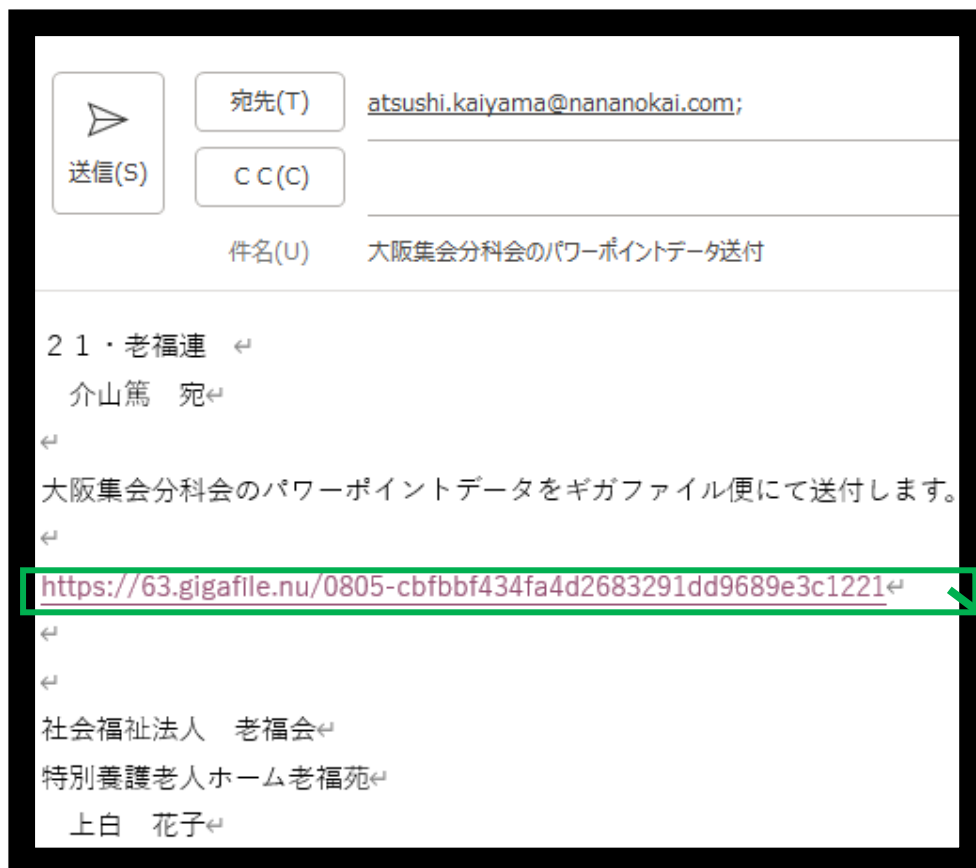 宛先(T)
atsushi.kaiyama@nananokai.com;
送信(S)
ＣＣ(C)
件名(U)
大阪集会分科会のパワーポイントデータ送付
２１・老福連
介山篤　宛
大阪集会分科会のパワーポイントデータをギガファイル便にて送付します。
https://63.gigafile.nu/0805-cbfbbf434fa4d2683291dd9689e3c1221
社会福祉法人　老福会
特別養護老人ホーム老福苑
上白　花子